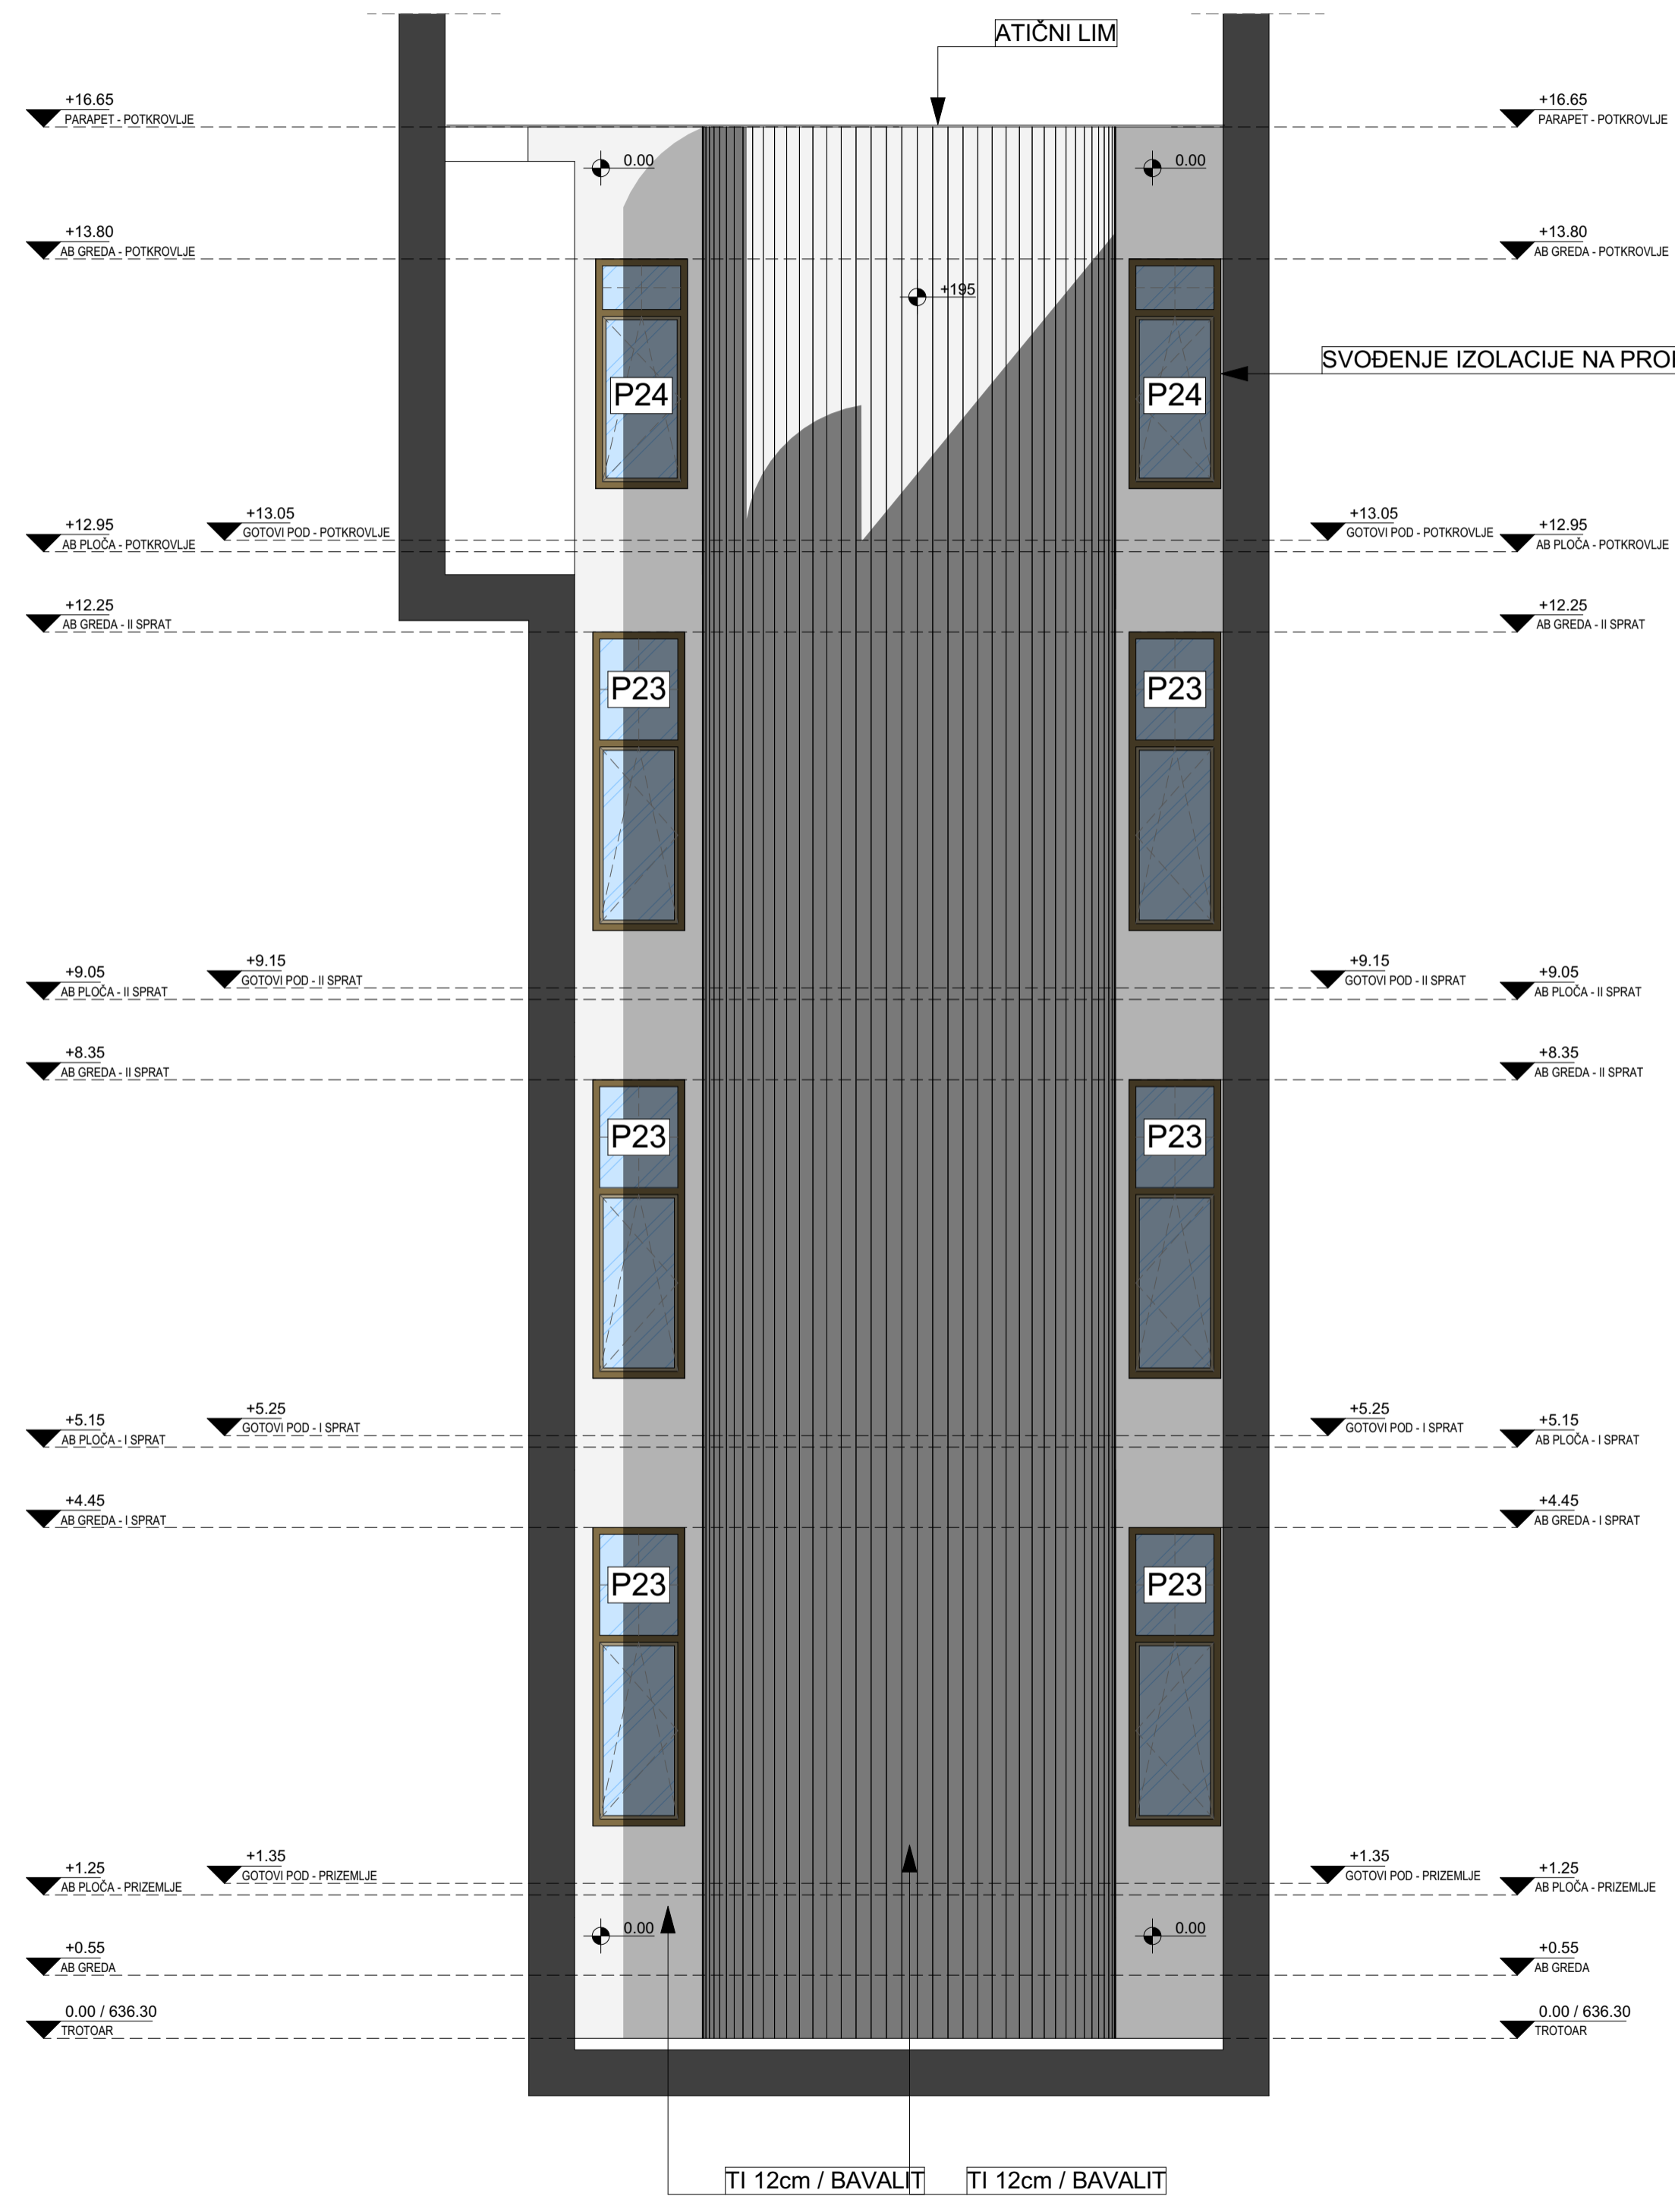 ATIČNI LIM
+16.65
PARAPET - POTKROVLJE
+16.65
PARAPET - POTKROVLJE
0.00
0.00
+13.80
AB GREDA - POTKROVLJE
+13.80
AB GREDA - POTKROVLJE
+195
SVOĐENJE IZOLACIJE NA
P24
P24
+13.05
GOTOVI POD - POTKROVLJE
+12.95
AB PLOČA - POTKROVLJE
+13.05
GOTOVI POD - POTKROVLJE
+12.95
AB PLOČA - POTKROVLJE
+12.25
AB GREDA - II SPRAT
+12.25
AB GREDA - II SPRAT
P23
P23
+9.15
GOTOVI POD - II SPRAT
+9.05
AB PLOČA - II SPRAT
+9.15
GOTOVI POD - II SPRAT
+9.05
AB PLOČA - II SPRAT
+8.35
AB GREDA - II SPRAT
+8.35
AB GREDA - II SPRAT
P23
P23
+5.25
GOTOVI POD - I SPRAT
+5.15
AB PLOČA - I SPRAT
+5.25
GOTOVI POD - I SPRAT
+5.15
AB PLOČA - I SPRAT
+4.45
AB GREDA - I SPRAT
+4.45
AB GREDA - I SPRAT
P23
P23
+1.35
GOTOVI POD - PRIZEMLJE
+1.25
AB PLOČA - PRIZEMLJE
+1.35
GOTOVI POD - PRIZEMLJE
+1.25
AB PLOČA - PRIZEMLJE
0.00
0.00
+0.55
AB GREDA
+0.55
AB GREDA
0.00 / 636.30
TROTOAR
0.00 / 636.30
TROTOAR
TI 12cm / BAVALIT
TI 12cm / BAVALIT